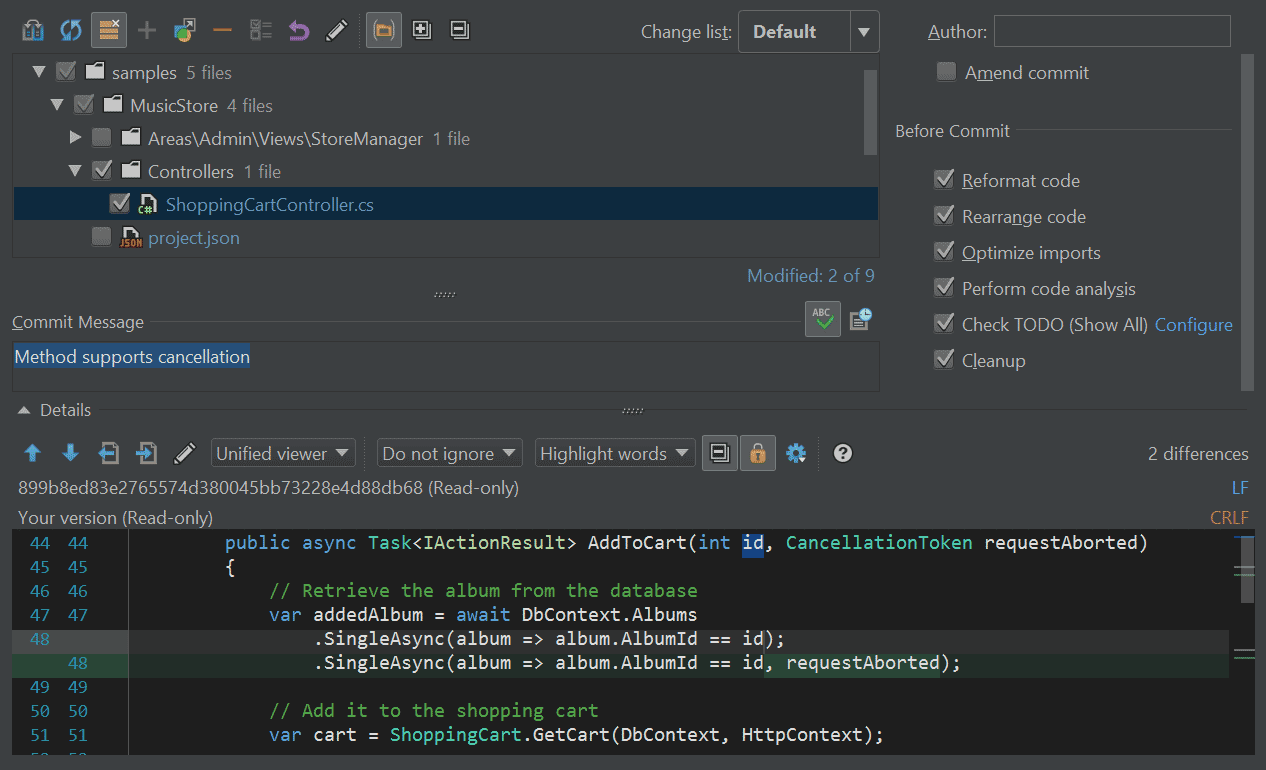 Change list: Default Author:
samples 5 files
Amend commit
MusicStore 4 files
Areas\Admin\Views\StoreManager 1 file
Controllers 1 file
C# ShoppingCartController.cs
JSON project.json
Modified: 2 of 9
Before Commit
Reformat code
Rearrange code
Optimize imports
Perform code analysis
Check TODO (Show All) Configure
Cleanup
Commit Message ABC
Method supports cancellation
Details
Unified viewer Do not ignore Highlight words ? 2 differences
899b8ed83e2765574d380045bb73228e4d88db68 (Read-only) LF
Your version (Read-only) CRLF
44 44 public async Task<IActionResult> AddToCart(int id, CancellationToken requestAborted)
45 45 {
46 46 // Retrieve the album from the database
47 47 var addedAlbum = await DbContext.Albums
48 .SingleAsync(album => album.AlbumId == id);
48 .SingleAsync(album => album.AlbumId == id, requestAborted);
49 49
50 50 // Add it to the shopping cart
51 51 var cart = ShoppingCart.GetCart(DbContext, HttpContext);